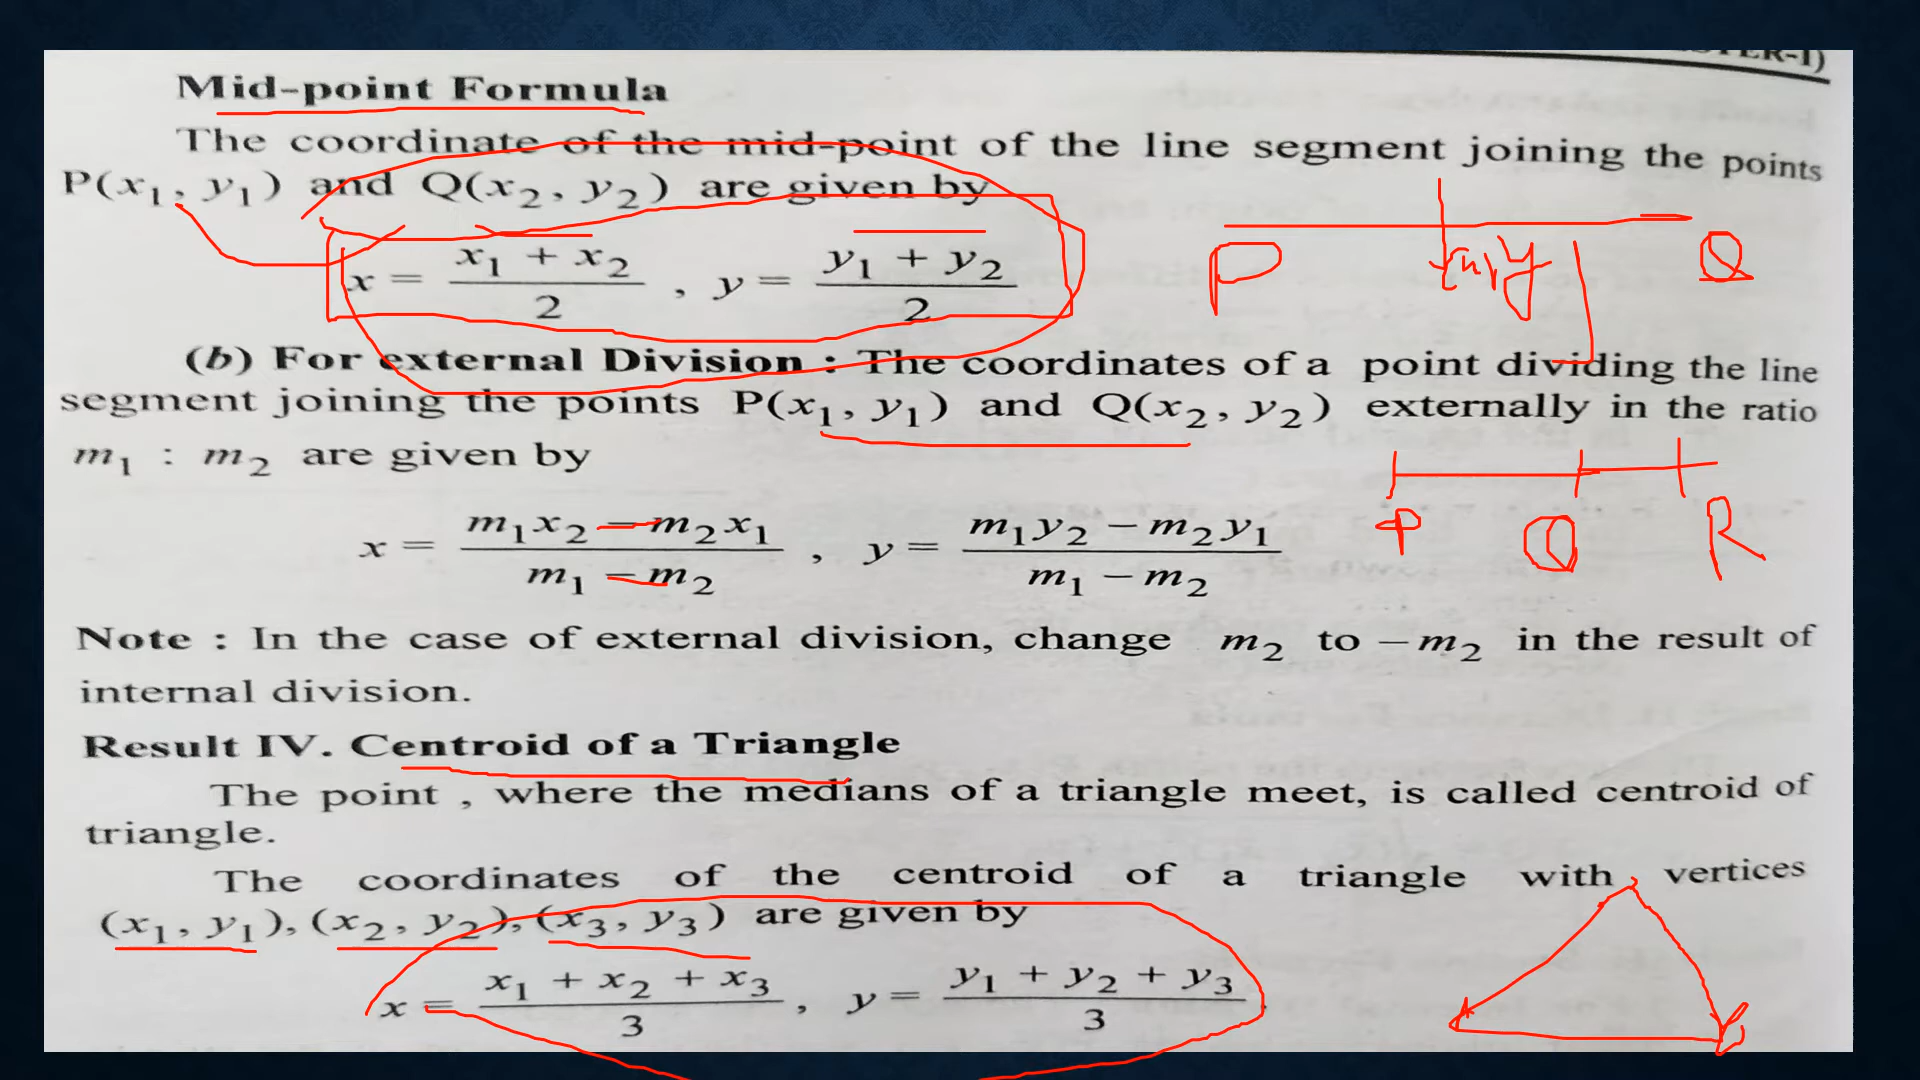 TER-I)
Mid-point Formula
The coordinate of the mid-point of the line segment joining the points
P(x₁, y₁) and Q(x₂, y₂) are given by
x = (x₁ + x₂)/2 , y = (y₁ + y₂)/2
P (x, y) Q
(b) For external Division : The coordinates of a point dividing the line
segment joining the points P(x₁, y₁) and Q(x₂, y₂) externally in the ratio
m₁ : m₂ are given by
x = (m₁x₂ − m₂x₁)/(m₁ − m₂) , y = (m₁y₂ − m₂y₁)/(m₁ − m₂)
P Q R
Note : In the case of external division, change m₂ to −m₂ in the result of
internal division.
Result IV. Centroid of a Triangle
The point , where the medians of a triangle meet, is called centroid of
triangle.
The coordinates of the centroid of a triangle with vertices
(x₁, y₁), (x₂, y₂), (x₃, y₃) are given by
x = (x₁ + x₂ + x₃)/3 , y = (y₁ + y₂ + y₃)/3 .